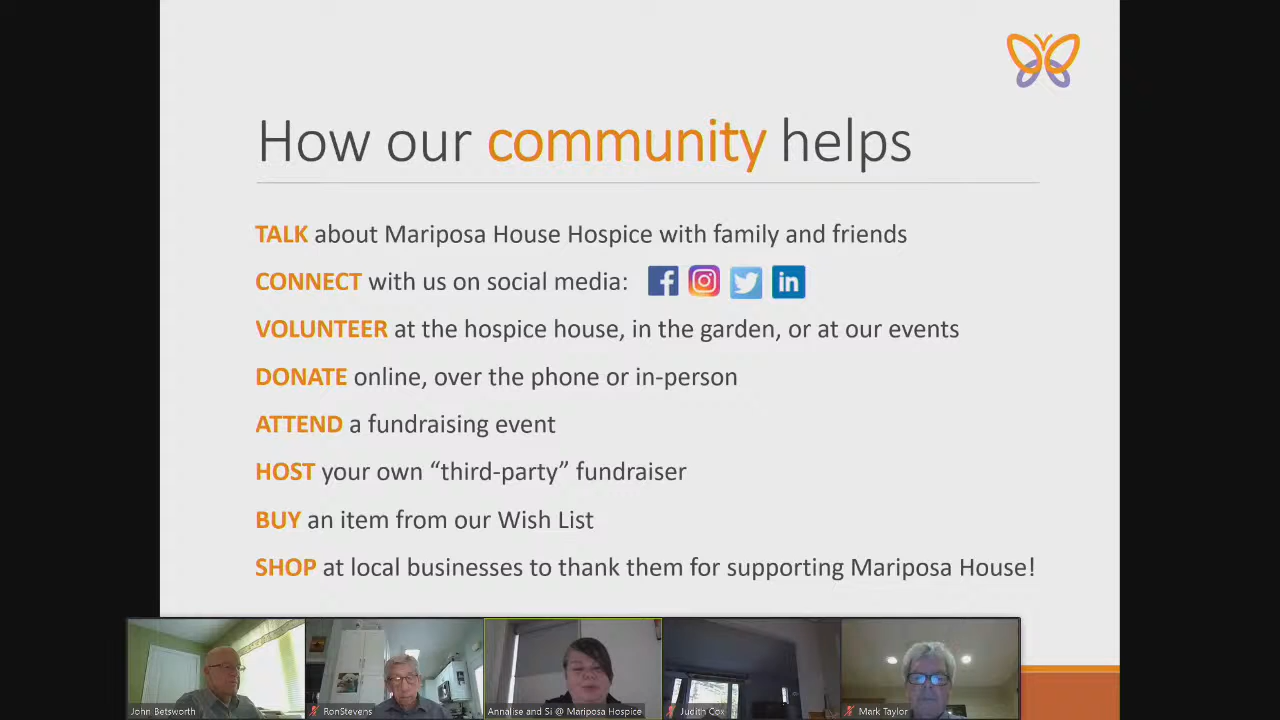 How our community helps
TALK about Mariposa House Hospice with family and friends
CONNECT with us on social media:
VOLUNTEER at the hospice house, in the garden, or at our events
DONATE online, over the phone or in-person
ATTEND a fundraising event
HOST your own “third-party” fundraiser
BUY an item from our Wish List
SHOP at local businesses to thank them for supporting Mariposa House!
John Betsworth
RonStevens
Annalise and Si @ Mariposa Hospice
Judith Cox
Mark Taylor